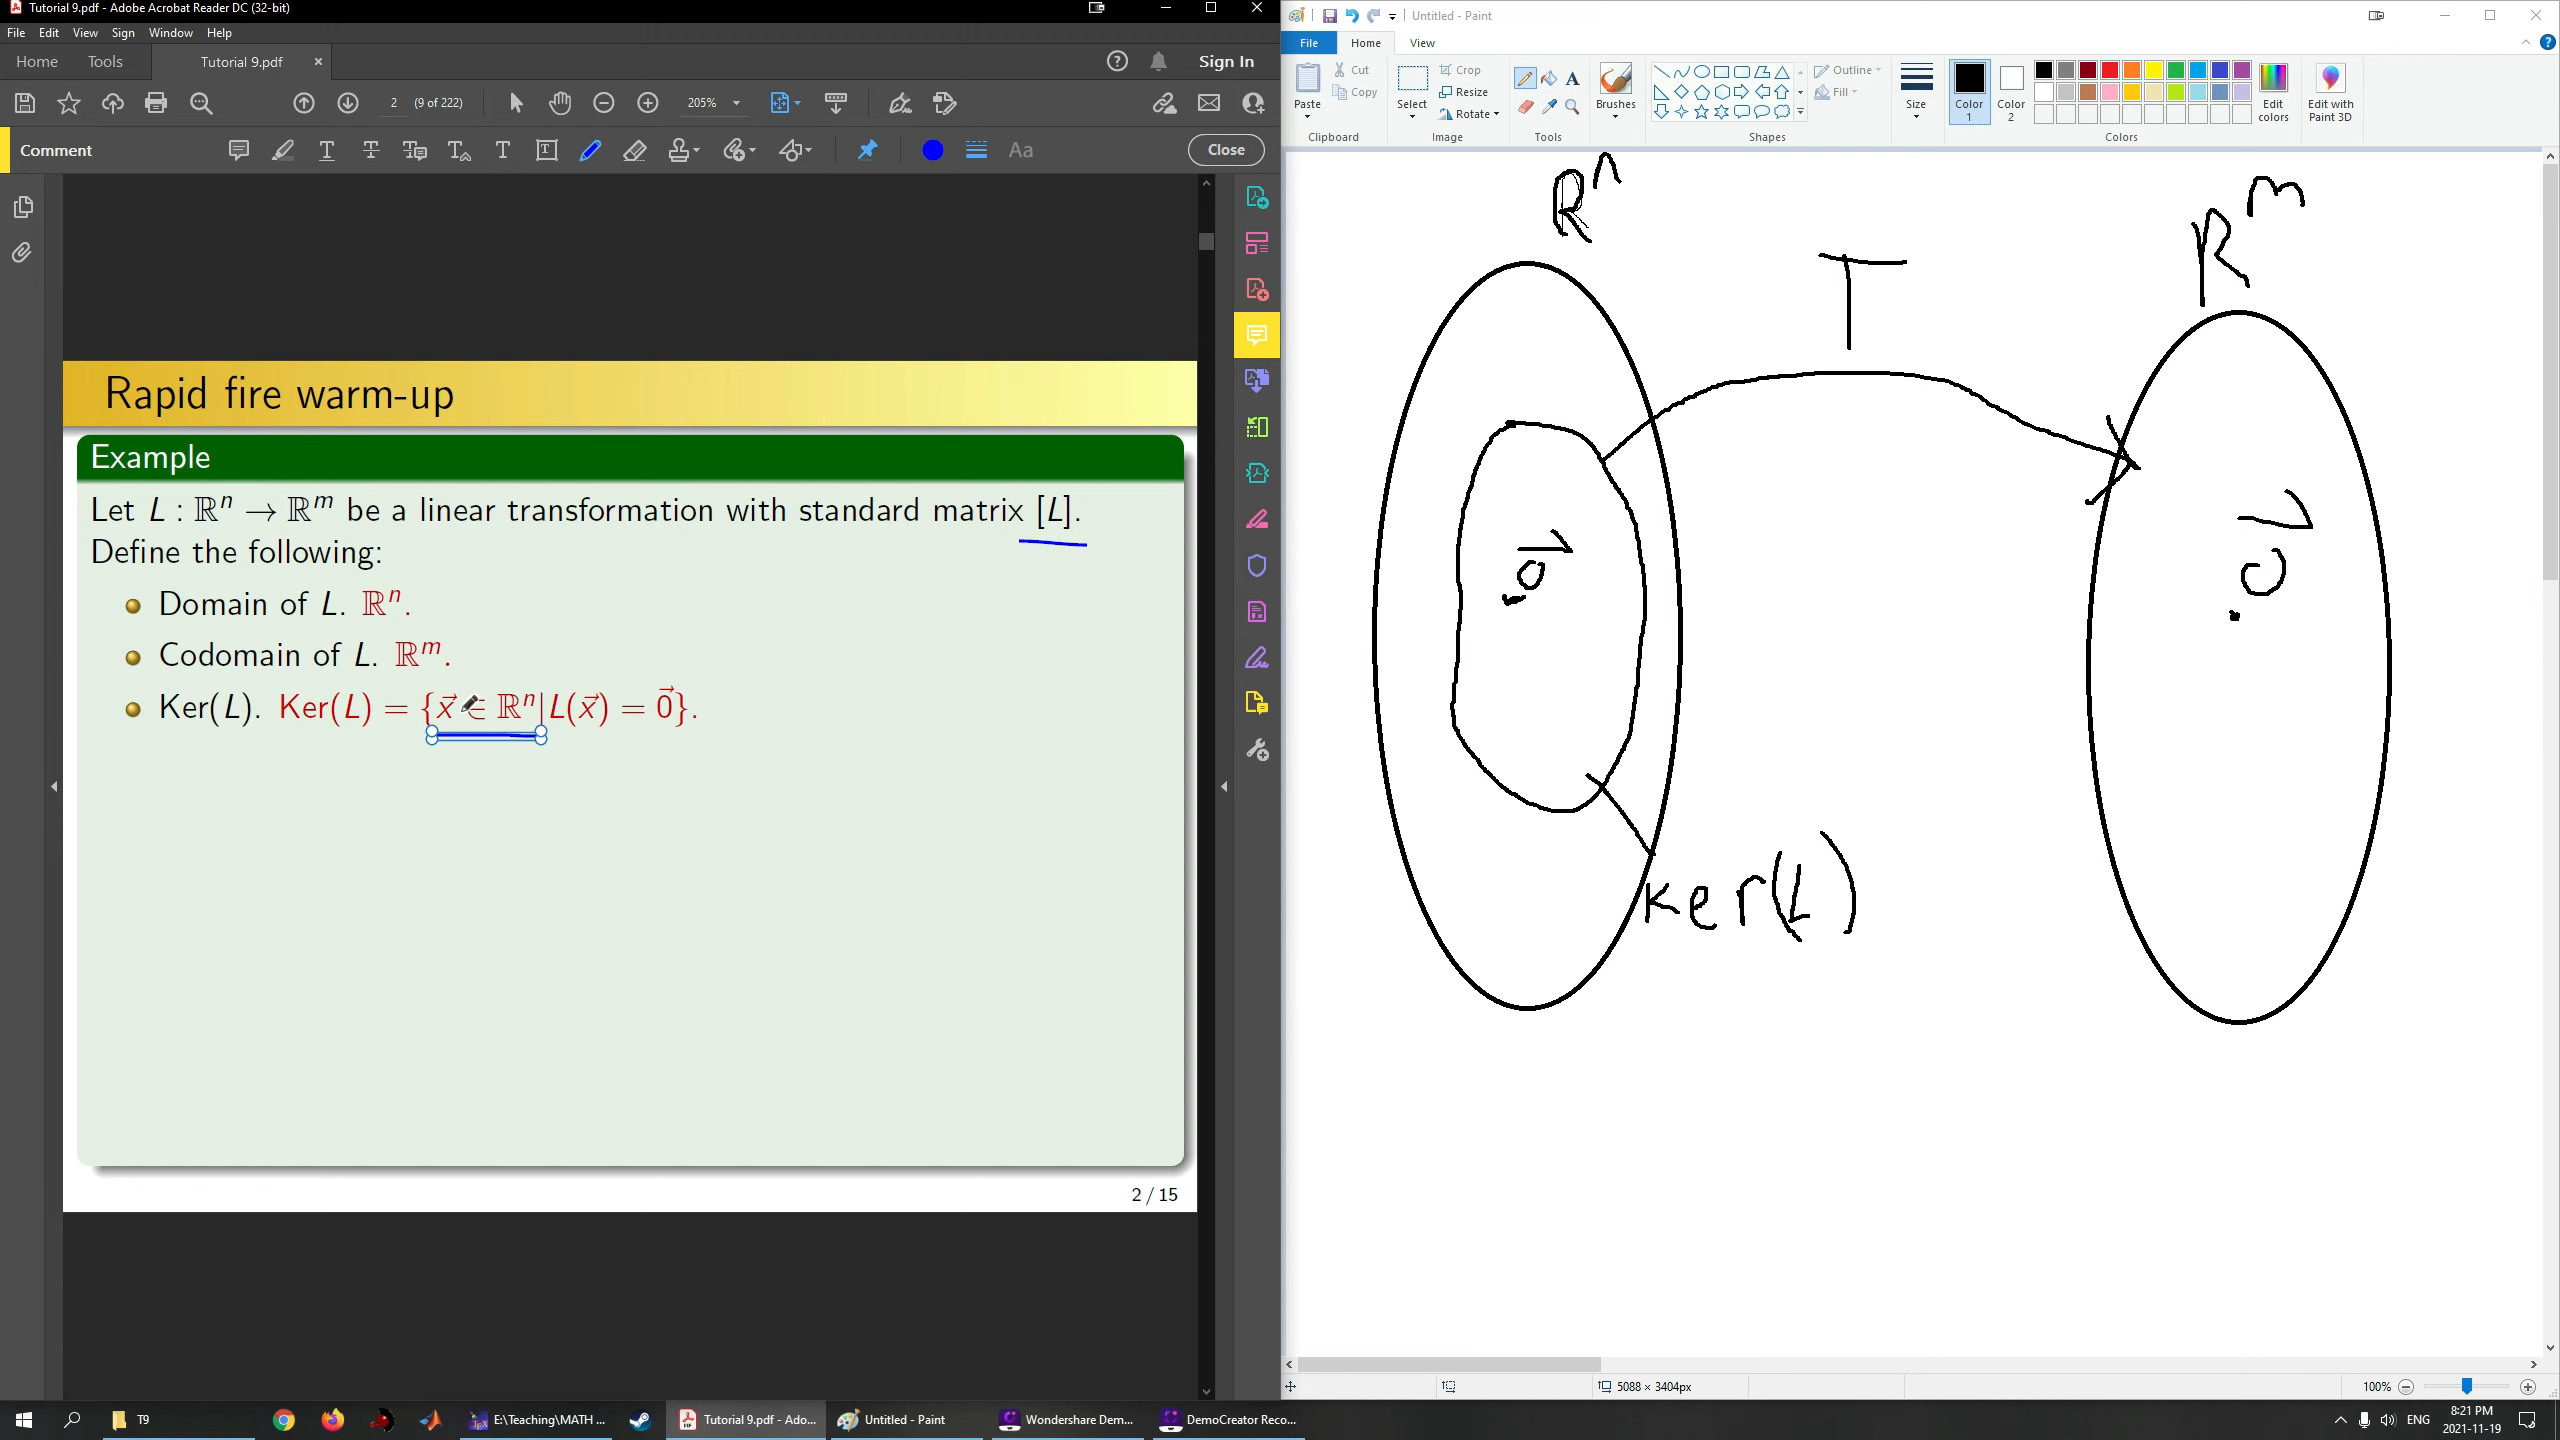 Tutorial 9.pdf - Adobe Acrobat Reader DC (32-bit)
File Edit View Sign Window Help
Home Tools Tutorial 9.pdf × Sign In
2 (9 of 222) 205%
Comment Aa Close
Rapid fire warm-up
Example
Let L : ℝⁿ → ℝᵐ be a linear transformation with standard matrix [L].
Define the following:
Domain of L. ℝⁿ.
Codomain of L. ℝᵐ.
Ker(L). Ker(L) = {x⃗ ∈ ℝⁿ|L(x⃗) = 0⃗}.
2 / 15
Untitled - Paint
File Home View
Paste Cut Copy Select Crop Resize Rotate Brushes Outline Fill Size Color 1 Color 2 Edit colors Edit with Paint 3D
Clipboard Image Tools Shapes Colors
ℝⁿ
T
ℝᵐ
0⃗
0⃗
Ker(L)
5088 × 3404px 100%
T9 E:\Teaching\MATH ... Tutorial 9.pdf - Ado... Untitled - Paint Wondershare Dem... DemoCreator Reco... ENG 8:21 PM
2021-11-19